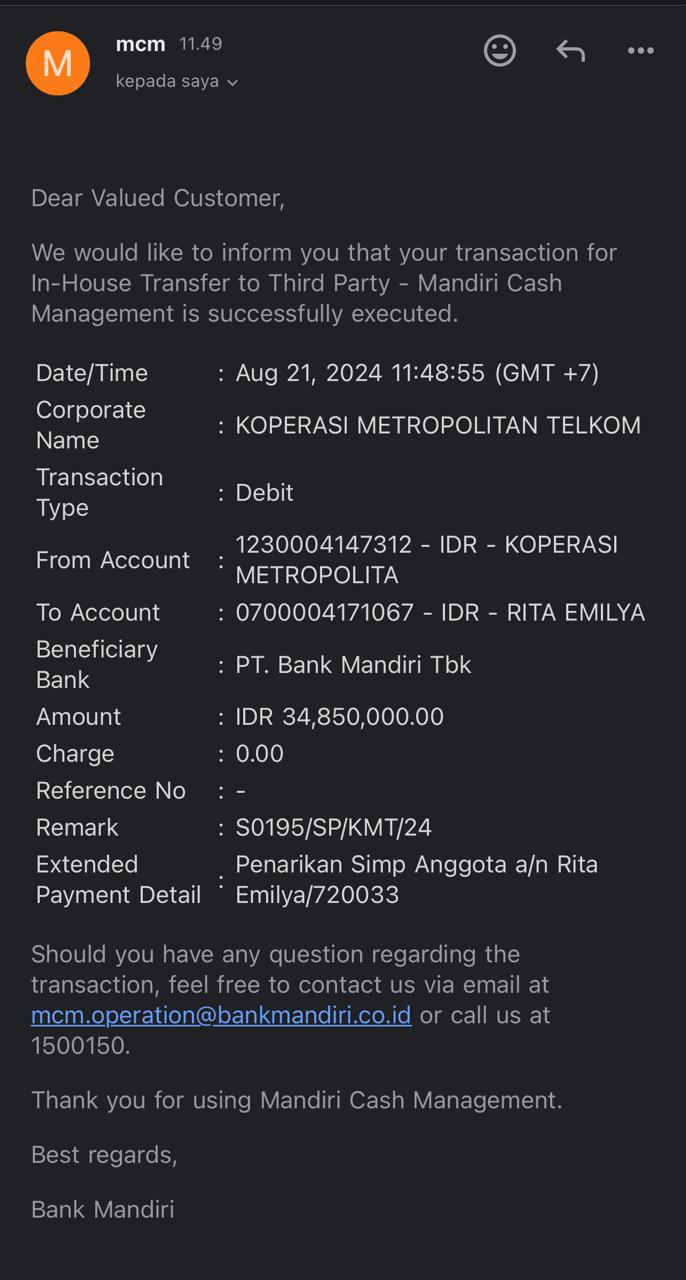 M
mcm 11.49
kepada saya
Dear Valued Customer,
We would like to inform you that your transaction for
In-House Transfer to Third Party - Mandiri Cash
Management is successfully executed.
Date/Time : Aug 21, 2024 11:48:55 (GMT +7)
Corporate
Name : KOPERASI METROPOLITAN TELKOM
Transaction
Type : Debit
From Account : 1230004147312 - IDR - KOPERASI
METROPOLITA
To Account : 0700004171067 - IDR - RITA EMILYA
Beneficiary
Bank : PT. Bank Mandiri Tbk
Amount : IDR 34,850,000.00
Charge : 0.00
Reference No : -
Remark : S0195/SP/KMT/24
Extended : Penarikan Simp Anggota a/n Rita
Payment Detail Emilya/720033
Should you have any question regarding the
transaction, feel free to contact us via email at
mcm.operation@bankmandiri.co.id or call us at
1500150.
Thank you for using Mandiri Cash Management.
Best regards,
Bank Mandiri